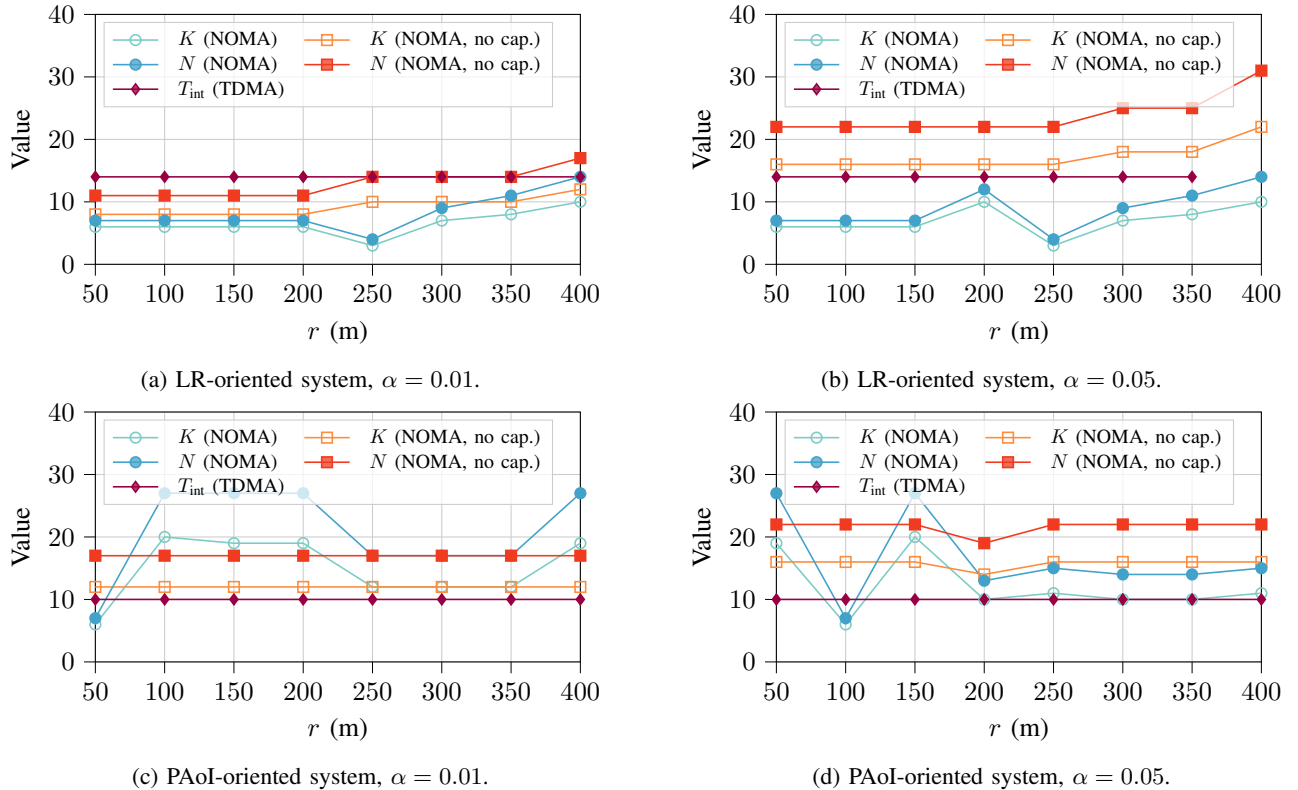 40
30
20
10
0
Value
K (NOMA)
K (NOMA, no cap.)
N (NOMA)
N (NOMA, no cap.)
T_int (TDMA)
50 100 150 200 250 300 350 400
r (m)
(a) LR-oriented system, α = 0.01.
40
30
20
10
0
Value
K (NOMA)
K (NOMA, no cap.)
N (NOMA)
N (NOMA, no cap.)
T_int (TDMA)
50 100 150 200 250 300 350 400
r (m)
(b) LR-oriented system, α = 0.05.
40
30
20
10
0
Value
K (NOMA)
K (NOMA, no cap.)
N (NOMA)
N (NOMA, no cap.)
T_int (TDMA)
50 100 150 200 250 300 350 400
r (m)
(c) PAoI-oriented system, α = 0.01.
40
30
20
10
0
Value
K (NOMA)
K (NOMA, no cap.)
N (NOMA)
N (NOMA, no cap.)
T_int (TDMA)
50 100 150 200 250 300 350 400
r (m)
(d) PAoI-oriented system, α = 0.05.